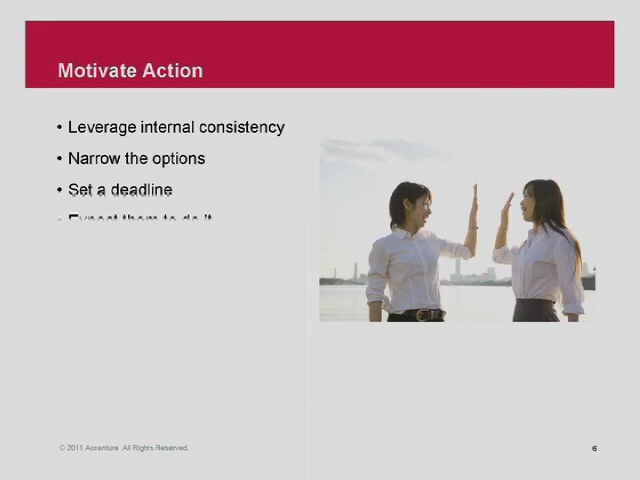 Motivate Action
• Leverage internal consistency
• Narrow the options
• Set a deadline
• Expect them to do it
© 2011 Accenture. All Rights Reserved.
6